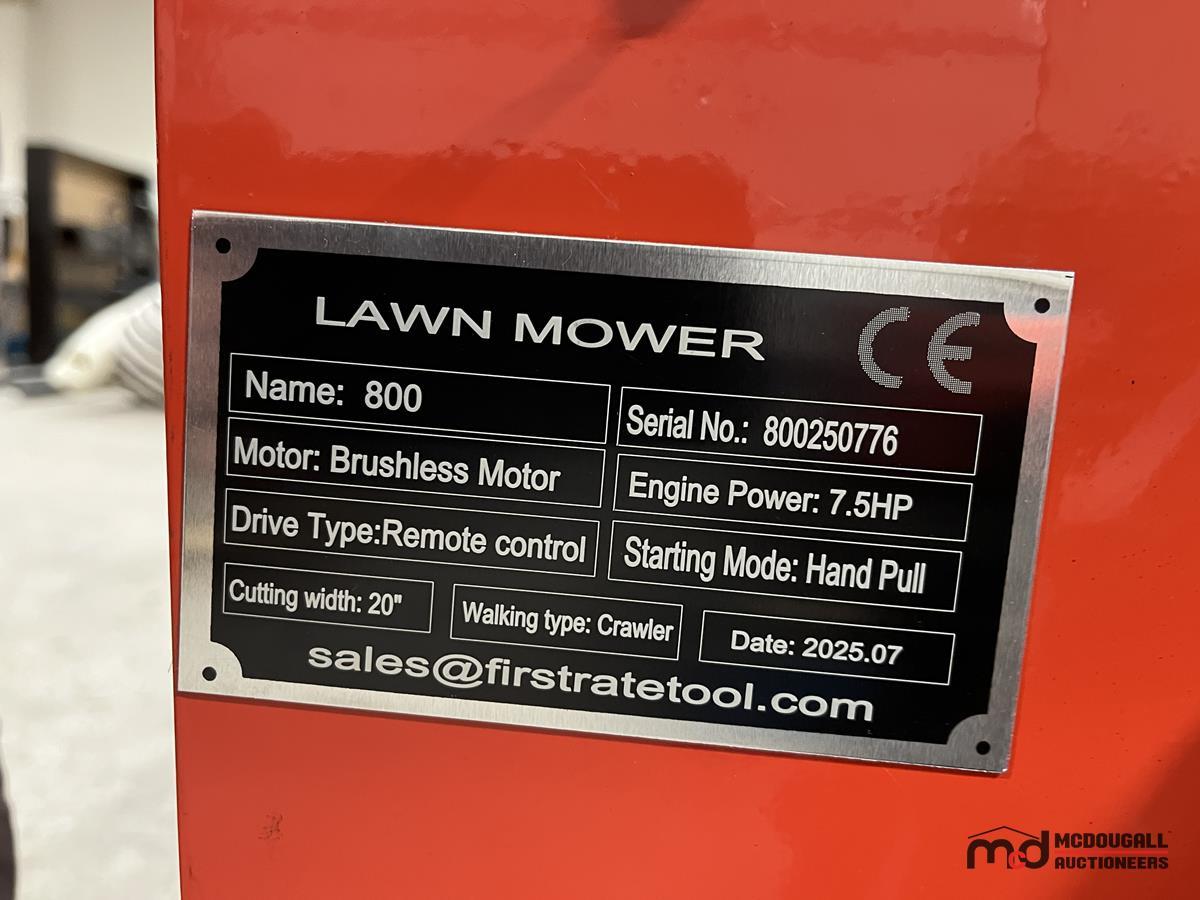 LAWN MOWER CE
Name: 800
Serial No.: 800250776
Motor: Brushless Motor
Engine Power: 7.5HP
Drive Type:Remote control
Starting Mode: Hand Pull
Cutting width: 20"
Walking type: Crawler
Date: 2025.07
sales@firstratetool.com
mcd MCDOUGALL
AUCTIONEERS